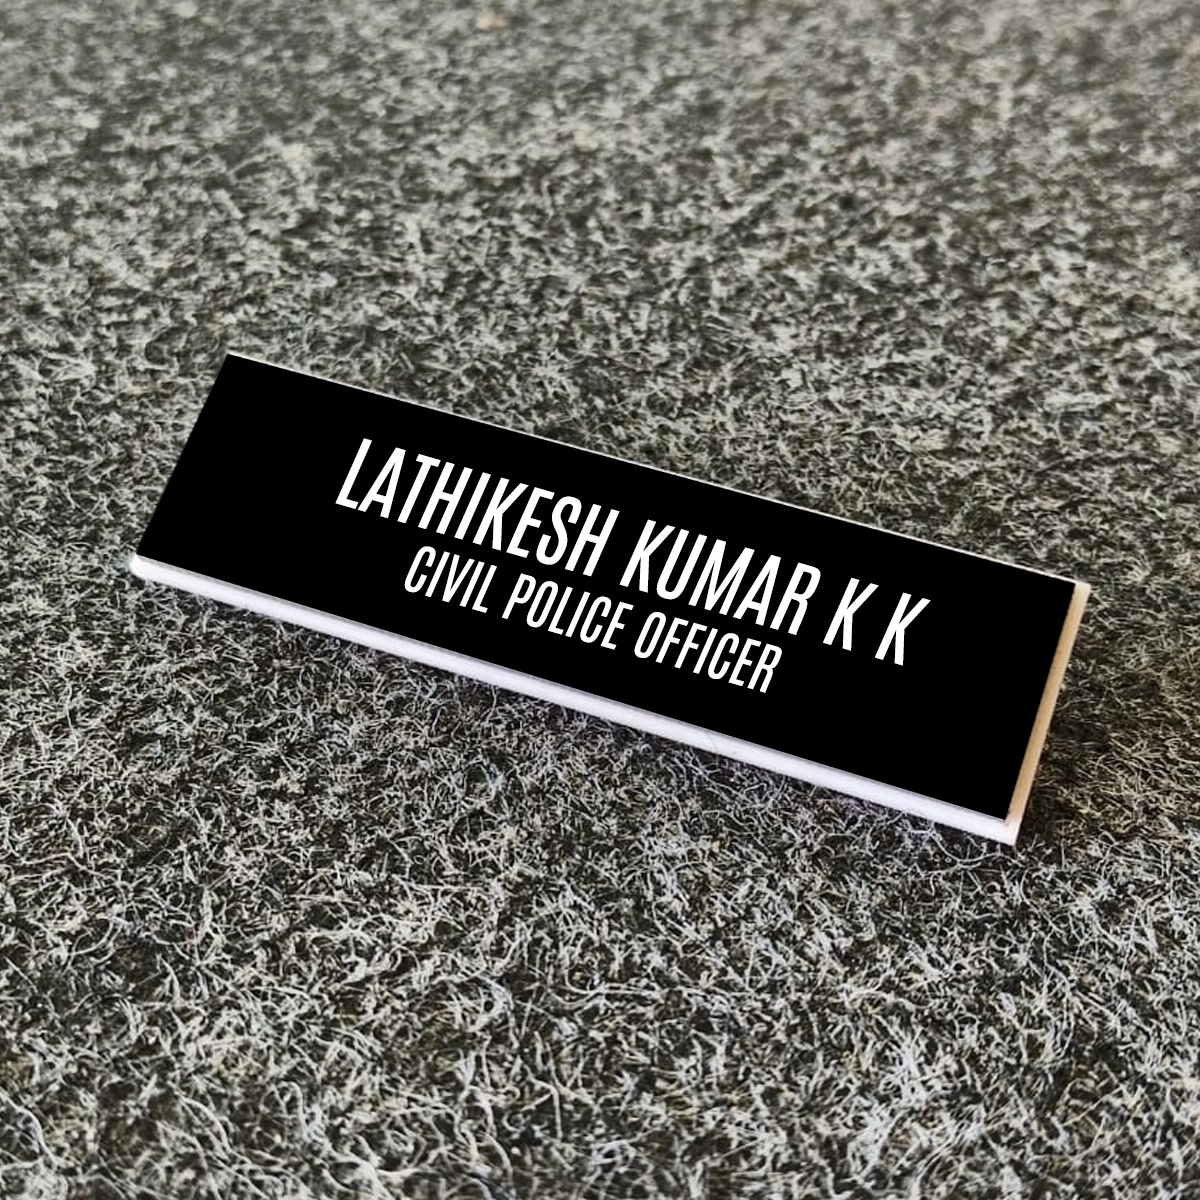 LATHIKESH KUMAR K K
CIVIL POLICE OFFICER